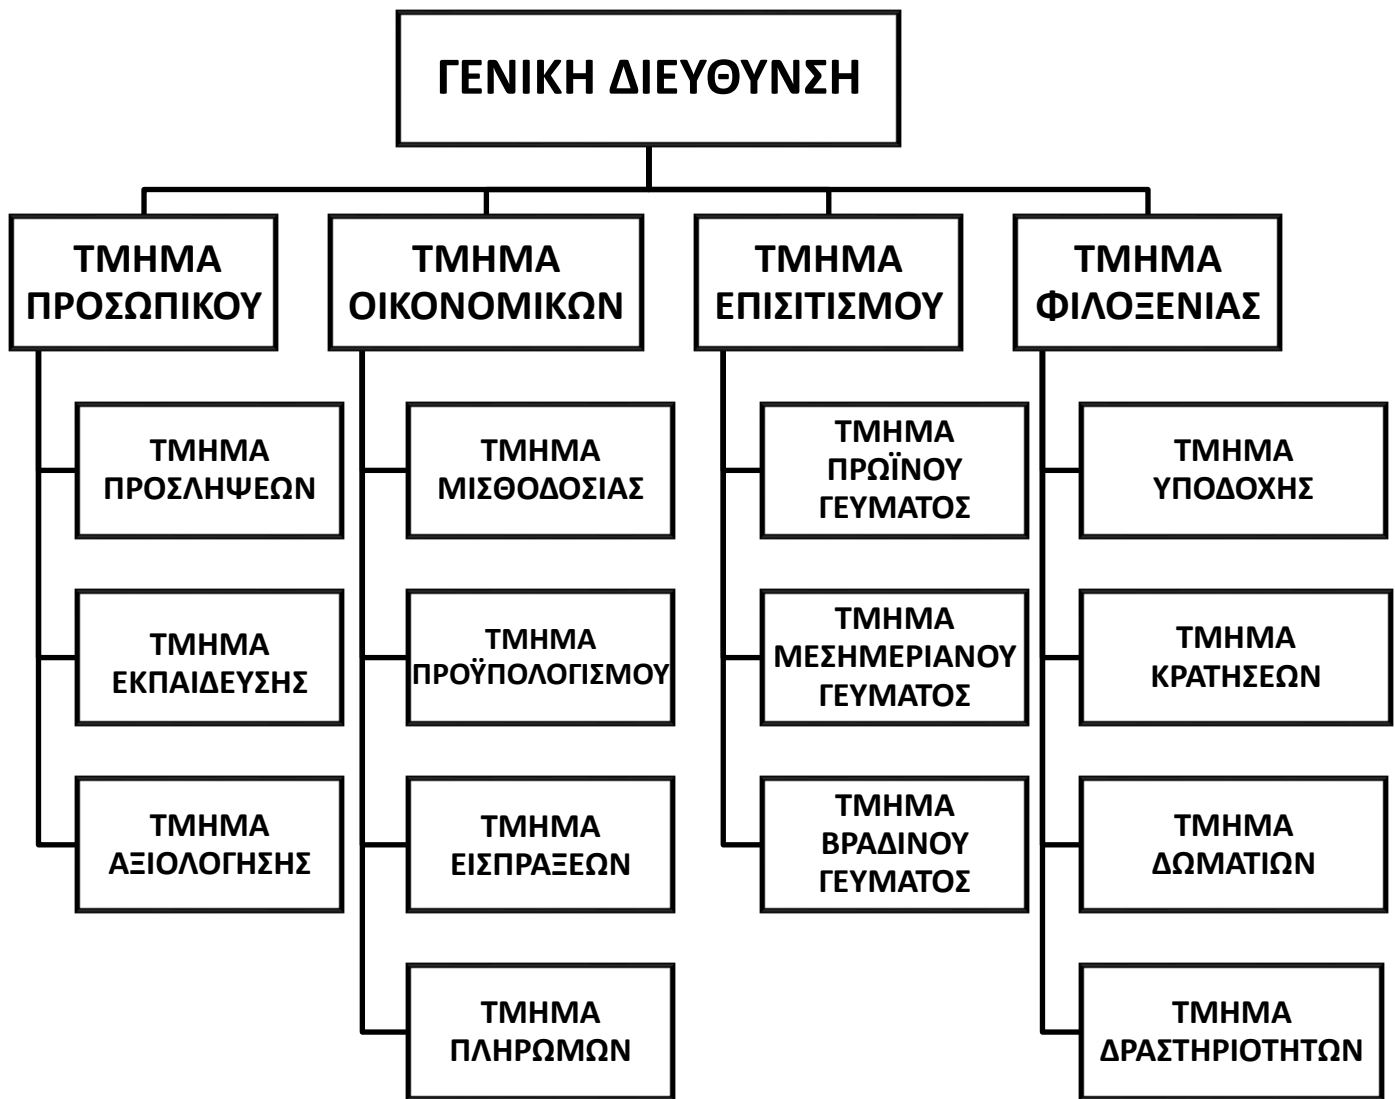 ΓΕΝΙΚΗ ΔΙΕΥΘΥΝΣΗ
ΤΜΗΜΑ
ΠΡΟΣΩΠΙΚΟΥ
ΤΜΗΜΑ
ΟΙΚΟΝΟΜΙΚΩΝ
ΤΜΗΜΑ
ΕΠΙΣΙΤΙΣΜΟΥ
ΤΜΗΜΑ
ΦΙΛΟΞΕΝΙΑΣ
ΤΜΗΜΑ
ΠΡΟΣΛΗΨΕΩΝ
ΤΜΗΜΑ
ΜΙΣΘΟΔΟΣΙΑΣ
ΤΜΗΜΑ
ΠΡΩΪΝΟΥ
ΓΕΥΜΑΤΟΣ
ΤΜΗΜΑ
ΥΠΟΔΟΧΗΣ
ΤΜΗΜΑ
ΕΚΠΑΙΔΕΥΣΗΣ
ΤΜΗΜΑ
ΠΡΟΫΠΟΛΟΓΙΣΜΟΥ
ΤΜΗΜΑ
ΜΕΣΗΜΕΡΙΑΝΟΥ
ΓΕΥΜΑΤΟΣ
ΤΜΗΜΑ
ΚΡΑΤΗΣΕΩΝ
ΤΜΗΜΑ
ΑΞΙΟΛΟΓΗΣΗΣ
ΤΜΗΜΑ
ΕΙΣΠΡΑΞΕΩΝ
ΤΜΗΜΑ
ΒΡΑΔΙΝΟΥ
ΓΕΥΜΑΤΟΣ
ΤΜΗΜΑ
ΔΩΜΑΤΙΩΝ
ΤΜΗΜΑ
ΠΛΗΡΩΜΩΝ
ΤΜΗΜΑ
ΔΡΑΣΤΗΡΙΟΤΗΤΩΝ